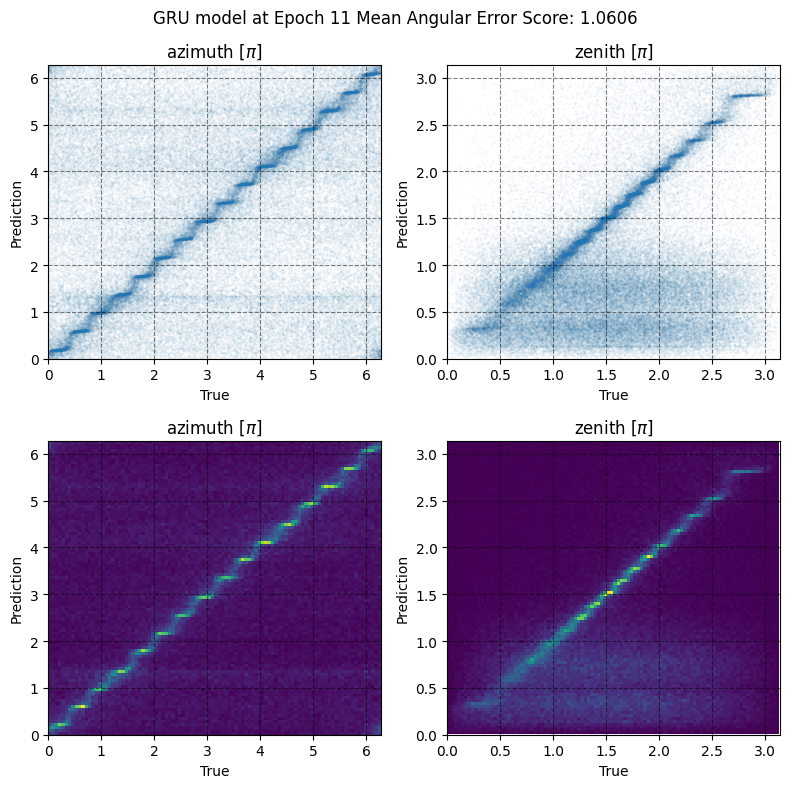 GRU model at Epoch 11 Mean Angular Error Score: 1.0606
azimuth [π]
zenith [π]
6
5
4
3
2
1
0
Prediction
0 1 2 3 4 5 6
True
3.0
2.5
2.0
1.5
1.0
0.5
0.0
Prediction
0.0 0.5 1.0 1.5 2.0 2.5 3.0
True
azimuth [π]
zenith [π]
6
5
4
3
2
1
0
Prediction
0 1 2 3 4 5 6
True
3.0
2.5
2.0
1.5
1.0
0.5
0.0
Prediction
0.0 0.5 1.0 1.5 2.0 2.5 3.0
True